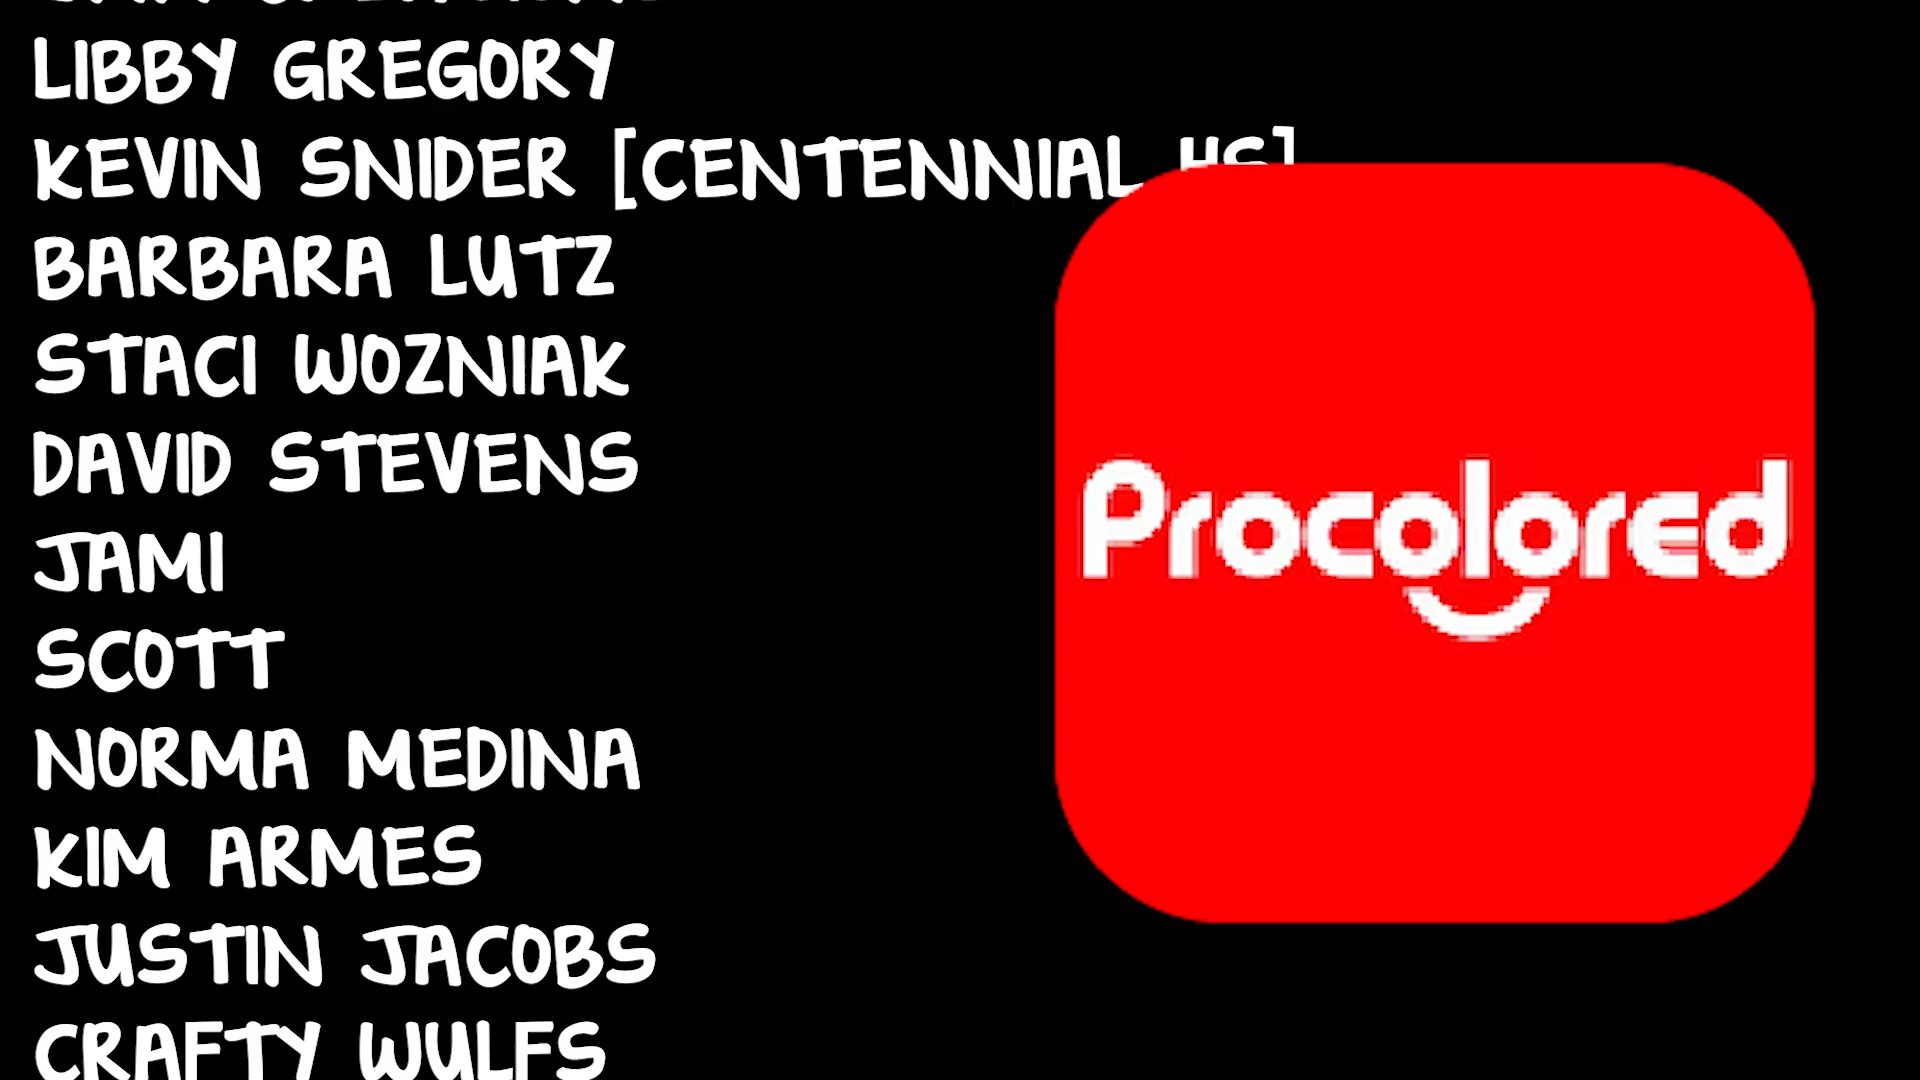 LIBBY GREGORY
KEVIN SNIDER [CENTENNIAL HS]
BARBARA LUTZ
STACI WOZNIAK
DAVID STEVENS
JAMI
SCOTT
NORMA MEDINA
KIM ARMES
JUSTIN JACOBS
CRAFTY WULFS
Procolored